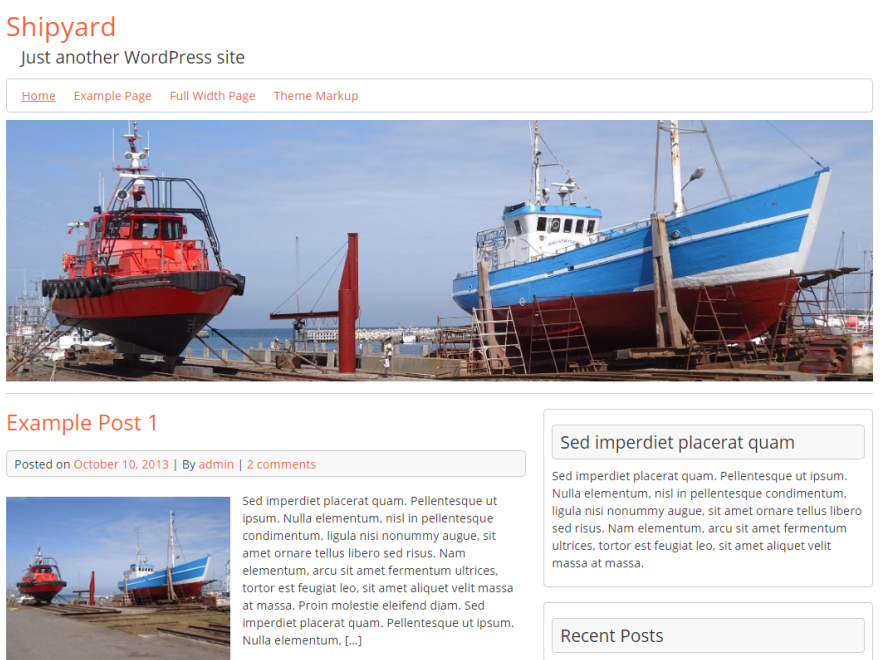 Shipyard
Just another WordPress site
Home Example Page Full Width Page Theme Markup
Example Post 1
Posted on October 10, 2013 | By admin | 2 comments
Sed imperdiet placerat quam. Pellentesque ut
ipsum. Nulla elementum, nisl in pellentesque
condimentum, ligula nisi nonummy augue, sit
amet ornare tellus libero sed risus. Nam
elementum, arcu sit amet fermentum ultrices,
tortor est feugiat leo, sit amet aliquet velit massa
at massa. Proin molestie eleifend diam. Sed
imperdiet placerat quam. Pellentesque ut ipsum.
Nulla elementum, [...]
Sed imperdiet placerat quam
Sed imperdiet placerat quam. Pellentesque ut ipsum.
Nulla elementum, nisl in pellentesque condimentum,
ligula nisi nonummy augue, sit amet ornare tellus libero
sed risus. Nam elementum, arcu sit amet fermentum
ultrices, tortor est feugiat leo, sit amet aliquet velit
massa at massa.
Recent Posts